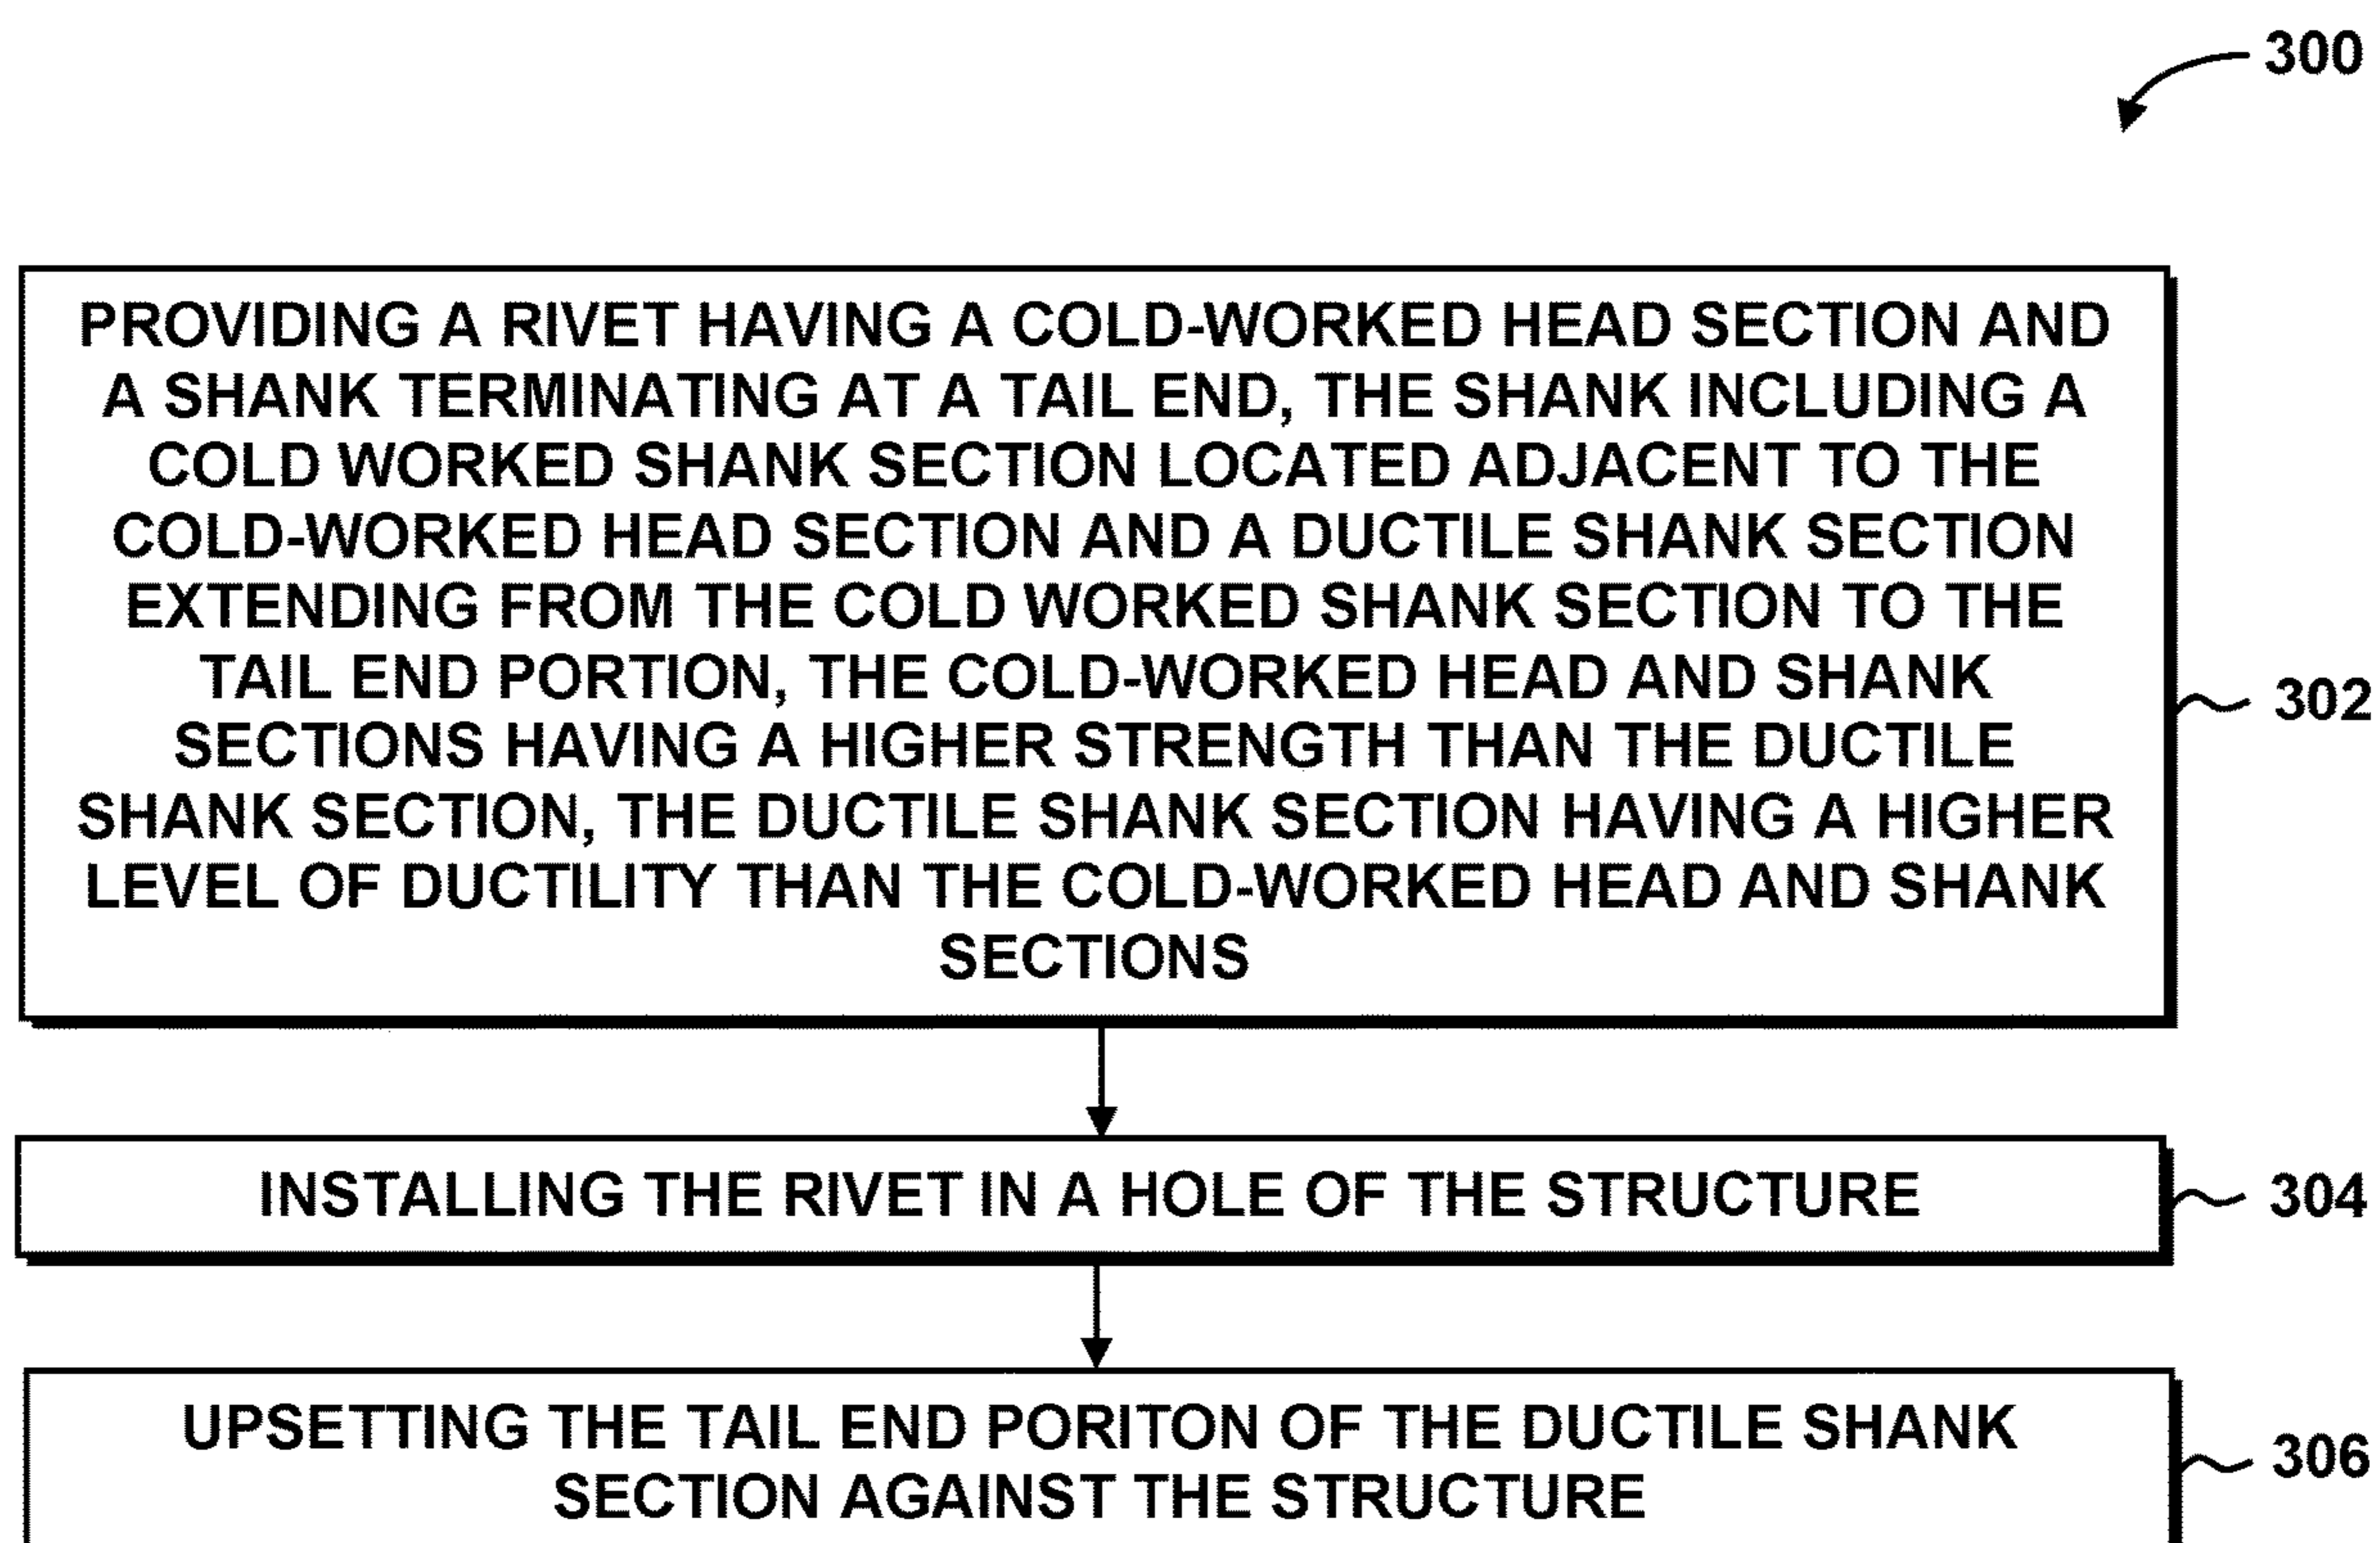 300
PROVIDING A RIVET HAVING A COLD-WORKED HEAD SECTION AND
A SHANK TERMINATING AT A TAIL END, THE SHANK INCLUDING A
COLD WORKED SHANK SECTION LOCATED ADJACENT TO THE
COLD-WORKED HEAD SECTION AND A DUCTILE SHANK SECTION
EXTENDING FROM THE COLD WORKED SHANK SECTION TO THE
TAIL END PORTION, THE COLD-WORKED HEAD AND SHANK
SECTIONS HAVING A HIGHER STRENGTH THAN THE DUCTILE
SHANK SECTION, THE DUCTILE SHANK SECTION HAVING A HIGHER
LEVEL OF DUCTILITY THAN THE COLD-WORKED HEAD AND SHANK
SECTIONS
302
INSTALLING THE RIVET IN A HOLE OF THE STRUCTURE
304
UPSETTING THE TAIL END PORITON OF THE DUCTILE SHANK
SECTION AGAINST THE STRUCTURE
306